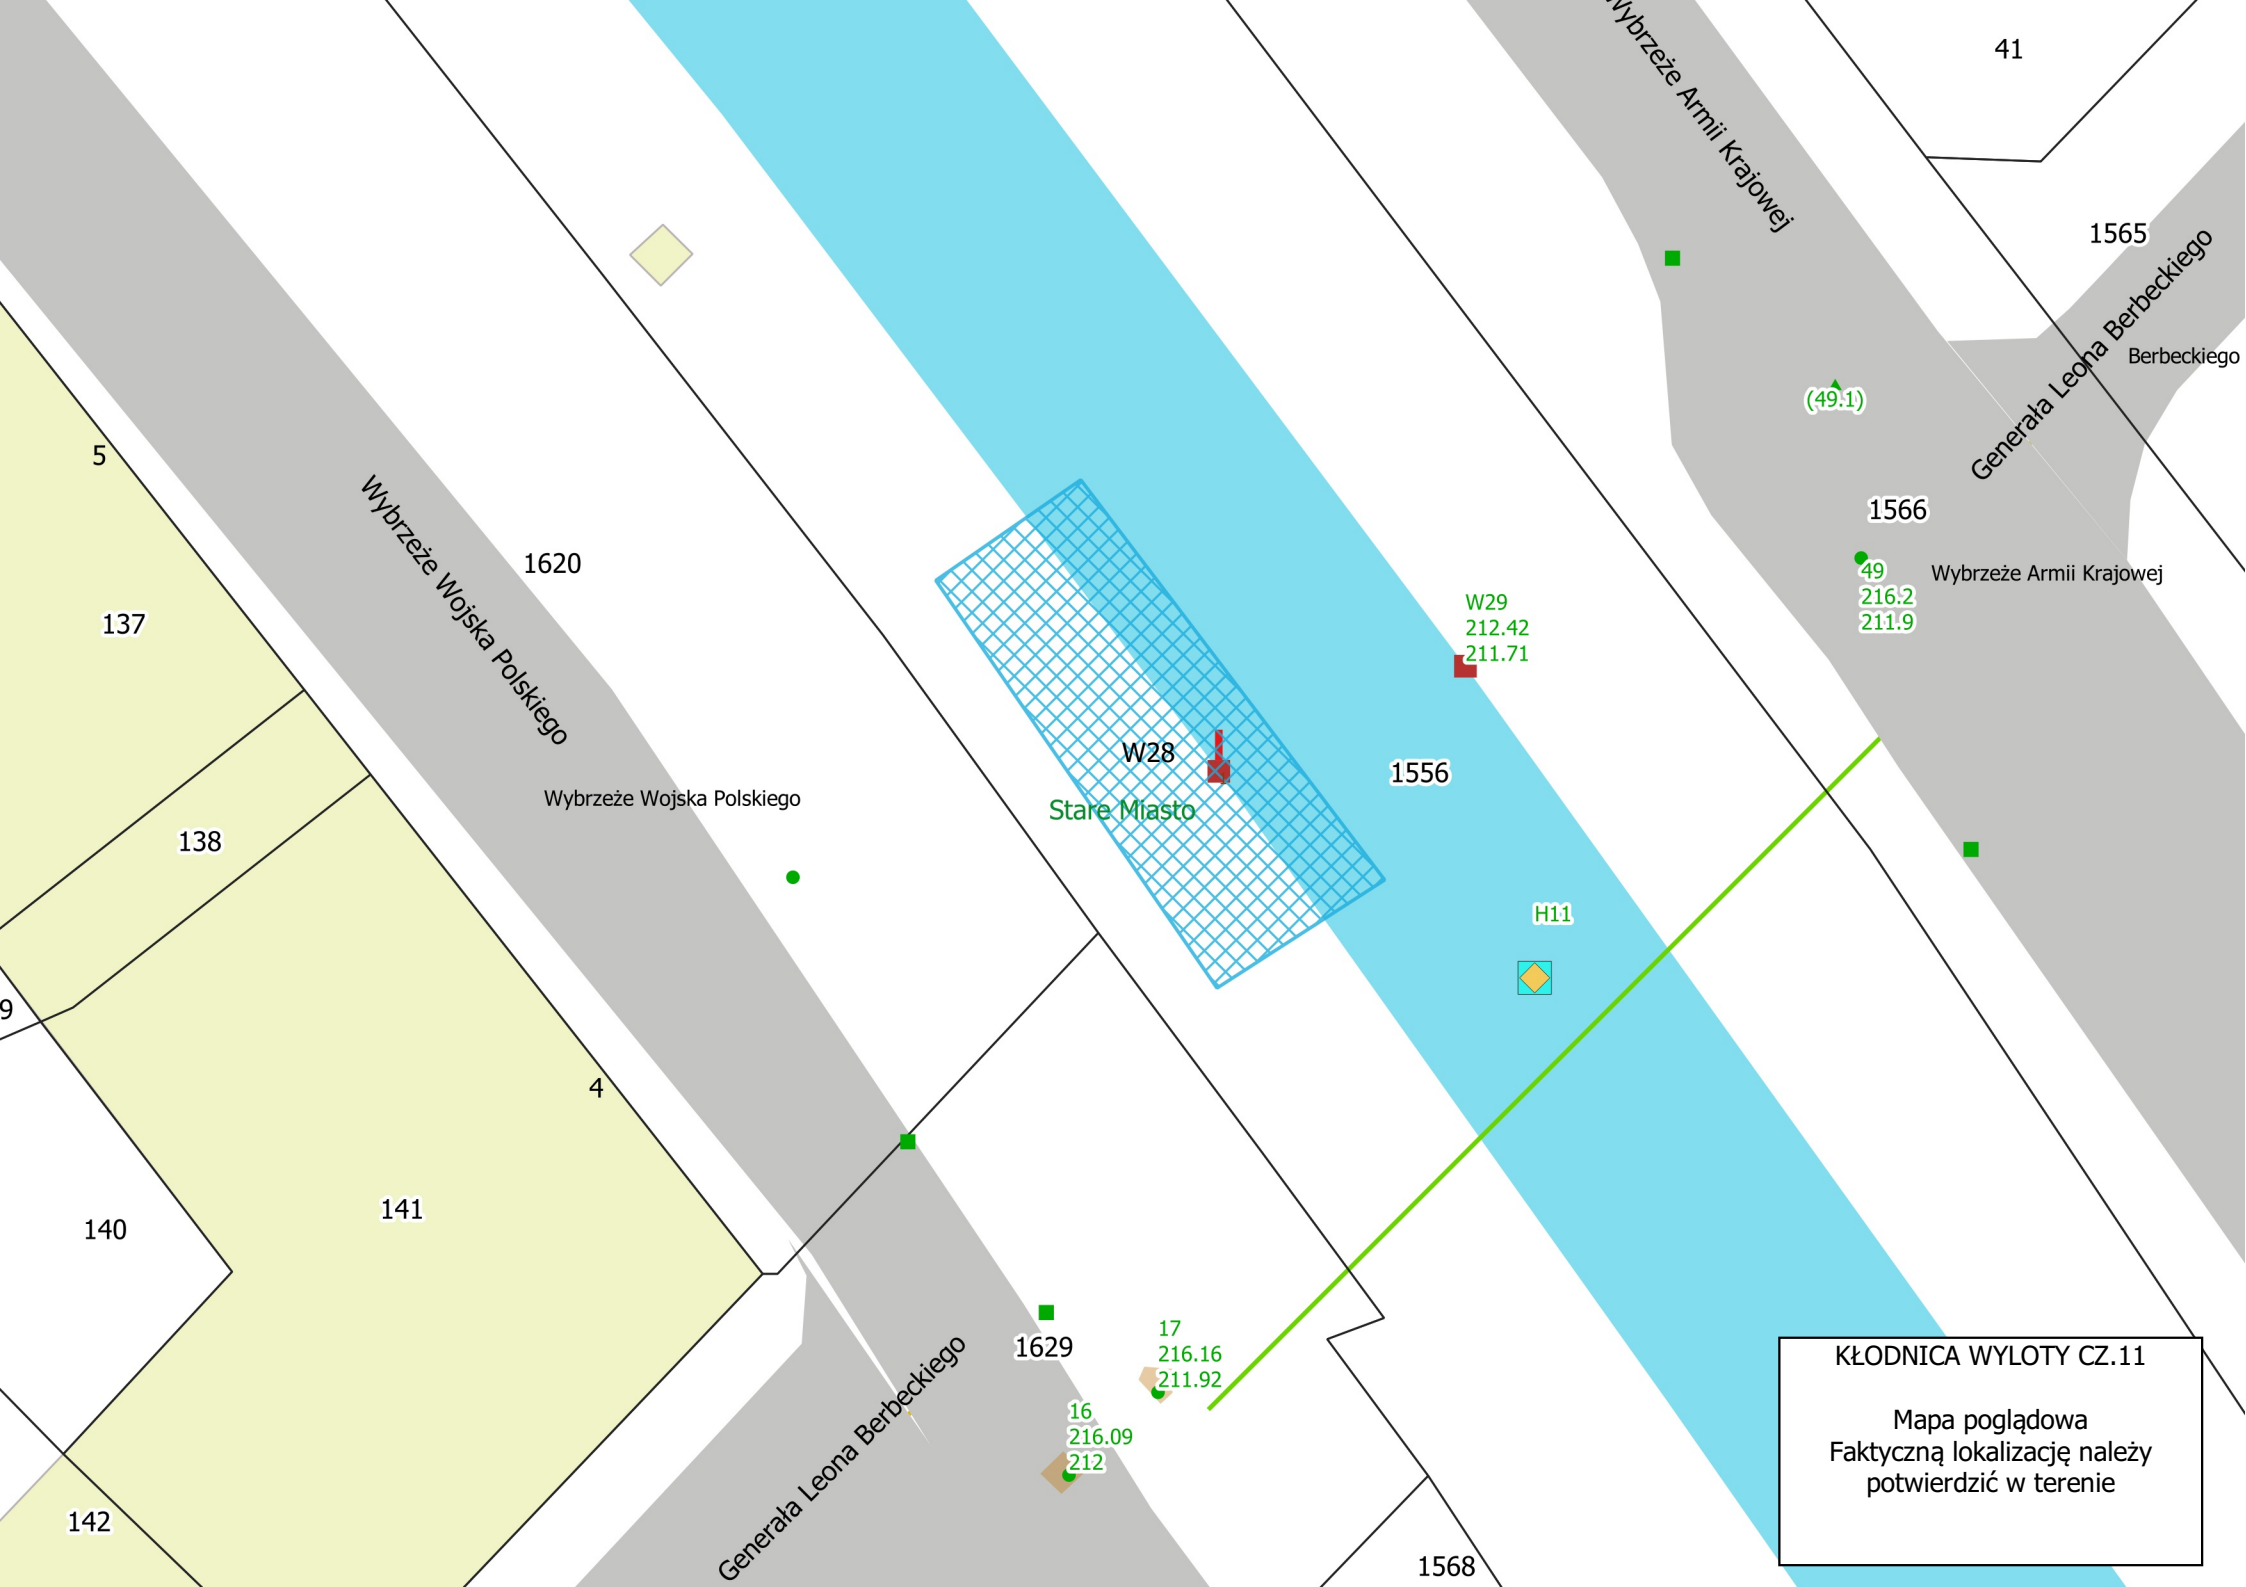 Wybrzeże Armii Krajowej
41
1565
Generała Leona Berbeckiego
Berbeckiego
(49.1)
5
1566
Wybrzeże Wojska Polskiego
1620
49
216.2
211.9
Wybrzeże Armii Krajowej
W29
212.42
211.71
137
W28
1556
Wybrzeże Wojska Polskiego
Stare Miasto
138
H11
9
4
141
140
17
216.16
211.92
1629
Generała Leona Berbeckiego
16
216.09
212
KŁODNICA WYLOTY CZ.11
Mapa poglądowa
Faktyczną lokalizację należy
potwierdzić w terenie
142
1568